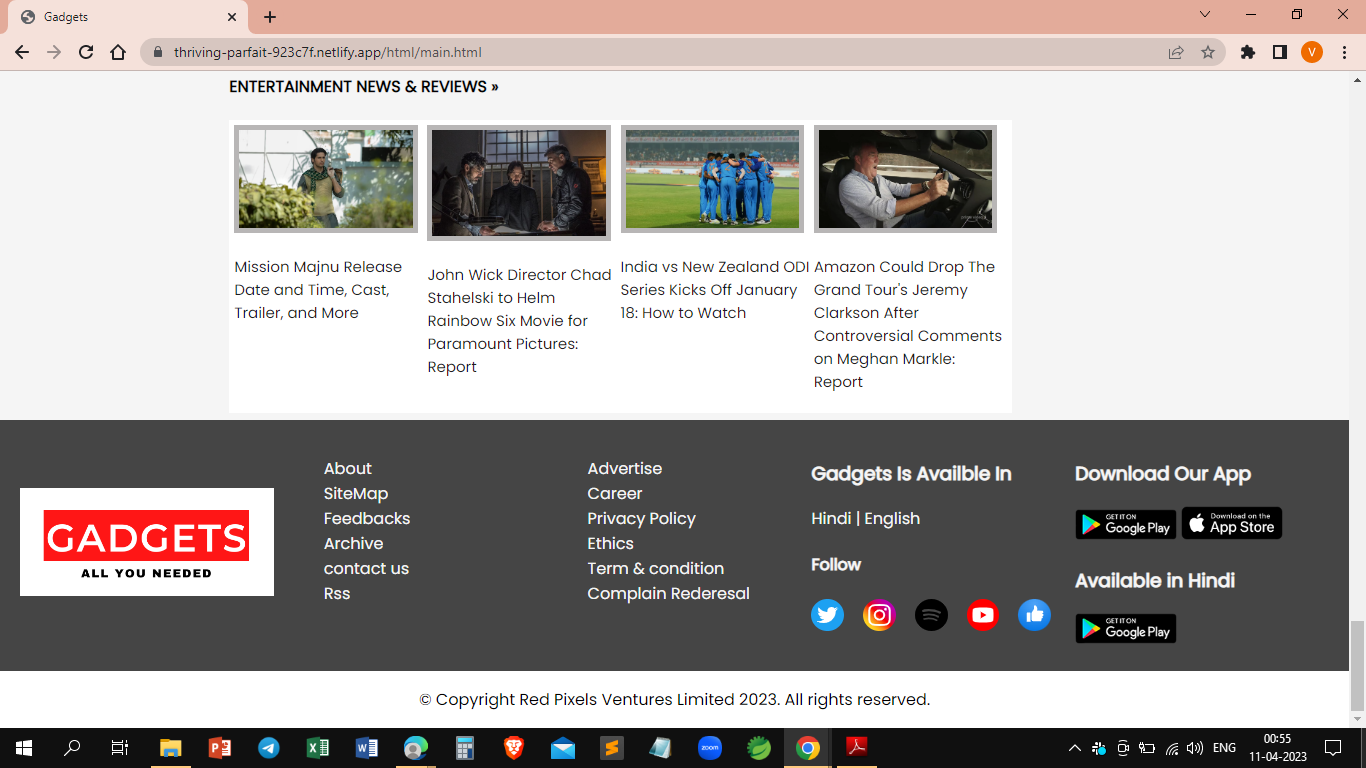 Gadgets
thriving-parfait-923c7f.netlify.app/html/main.html
V
ENTERTAINMENT NEWS & REVIEWS »
Mission Majnu Release
Date and Time, Cast,
Trailer, and More
John Wick Director Chad
Stahelski to Helm
Rainbow Six Movie for
Paramount Pictures:
Report
India vs New Zealand ODI
Series Kicks Off January
18: How to Watch
Amazon Could Drop The
Grand Tour's Jeremy
Clarkson After
Controversial Comments
on Meghan Markle:
Report
GADGETS
ALL YOU NEEDED
About
SiteMap
Feedbacks
Archive
contact us
Rss
Advertise
Career
Privacy Policy
Ethics
Term & condition
Complain Rederesal
Gadgets Is Availble In
Hindi | English
Follow
Download Our App
GET IT ON
Google Play
Download on the
App Store
Available in Hindi
GET IT ON
Google Play
© Copyright Red Pixels Ventures Limited 2023. All rights reserved.
zoom
ENG
00:55
11-04-2023